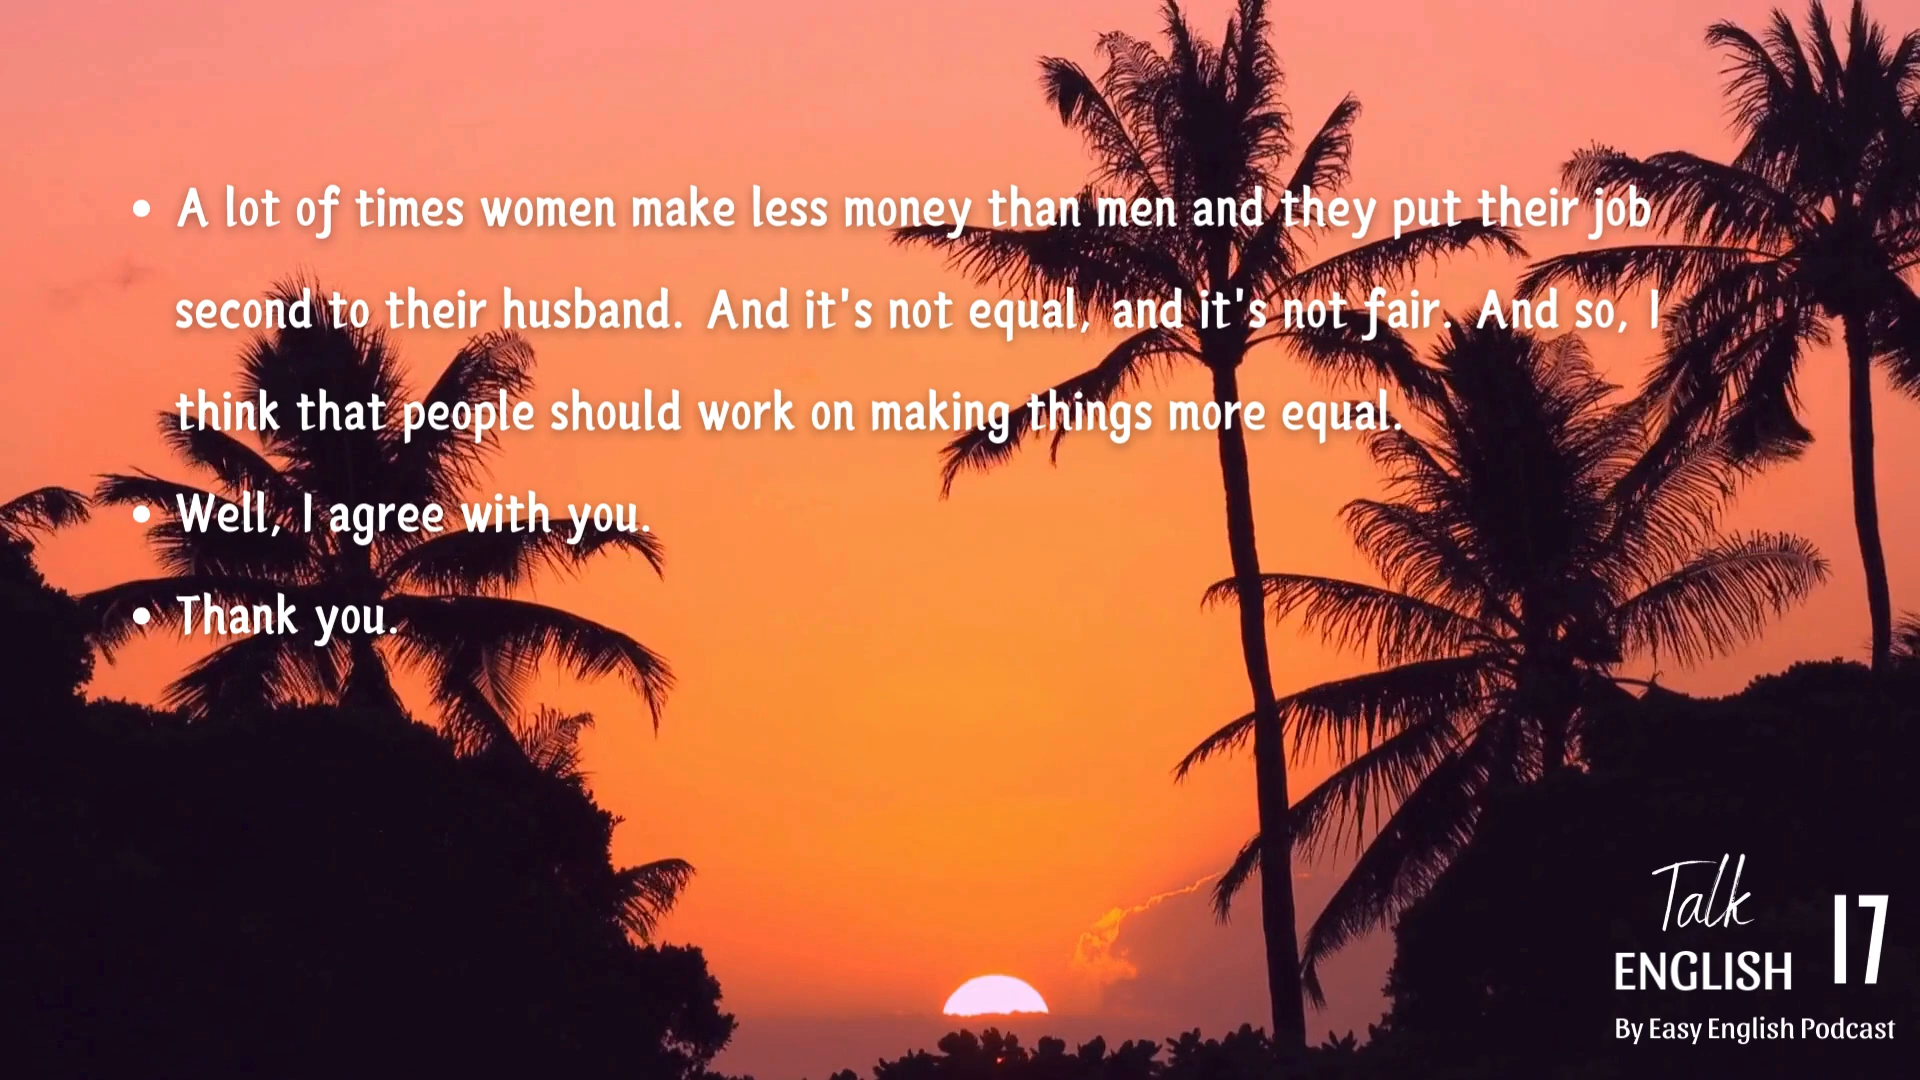 • A lot of times women make less money than men and they put their job
second to their husband. And it's not equal, and it's not fair. And so, I
think that people should work on making things more equal.
• Well, I agree with you.
• Thank you.
Talk
ENGLISH 17
By Easy English Podcast